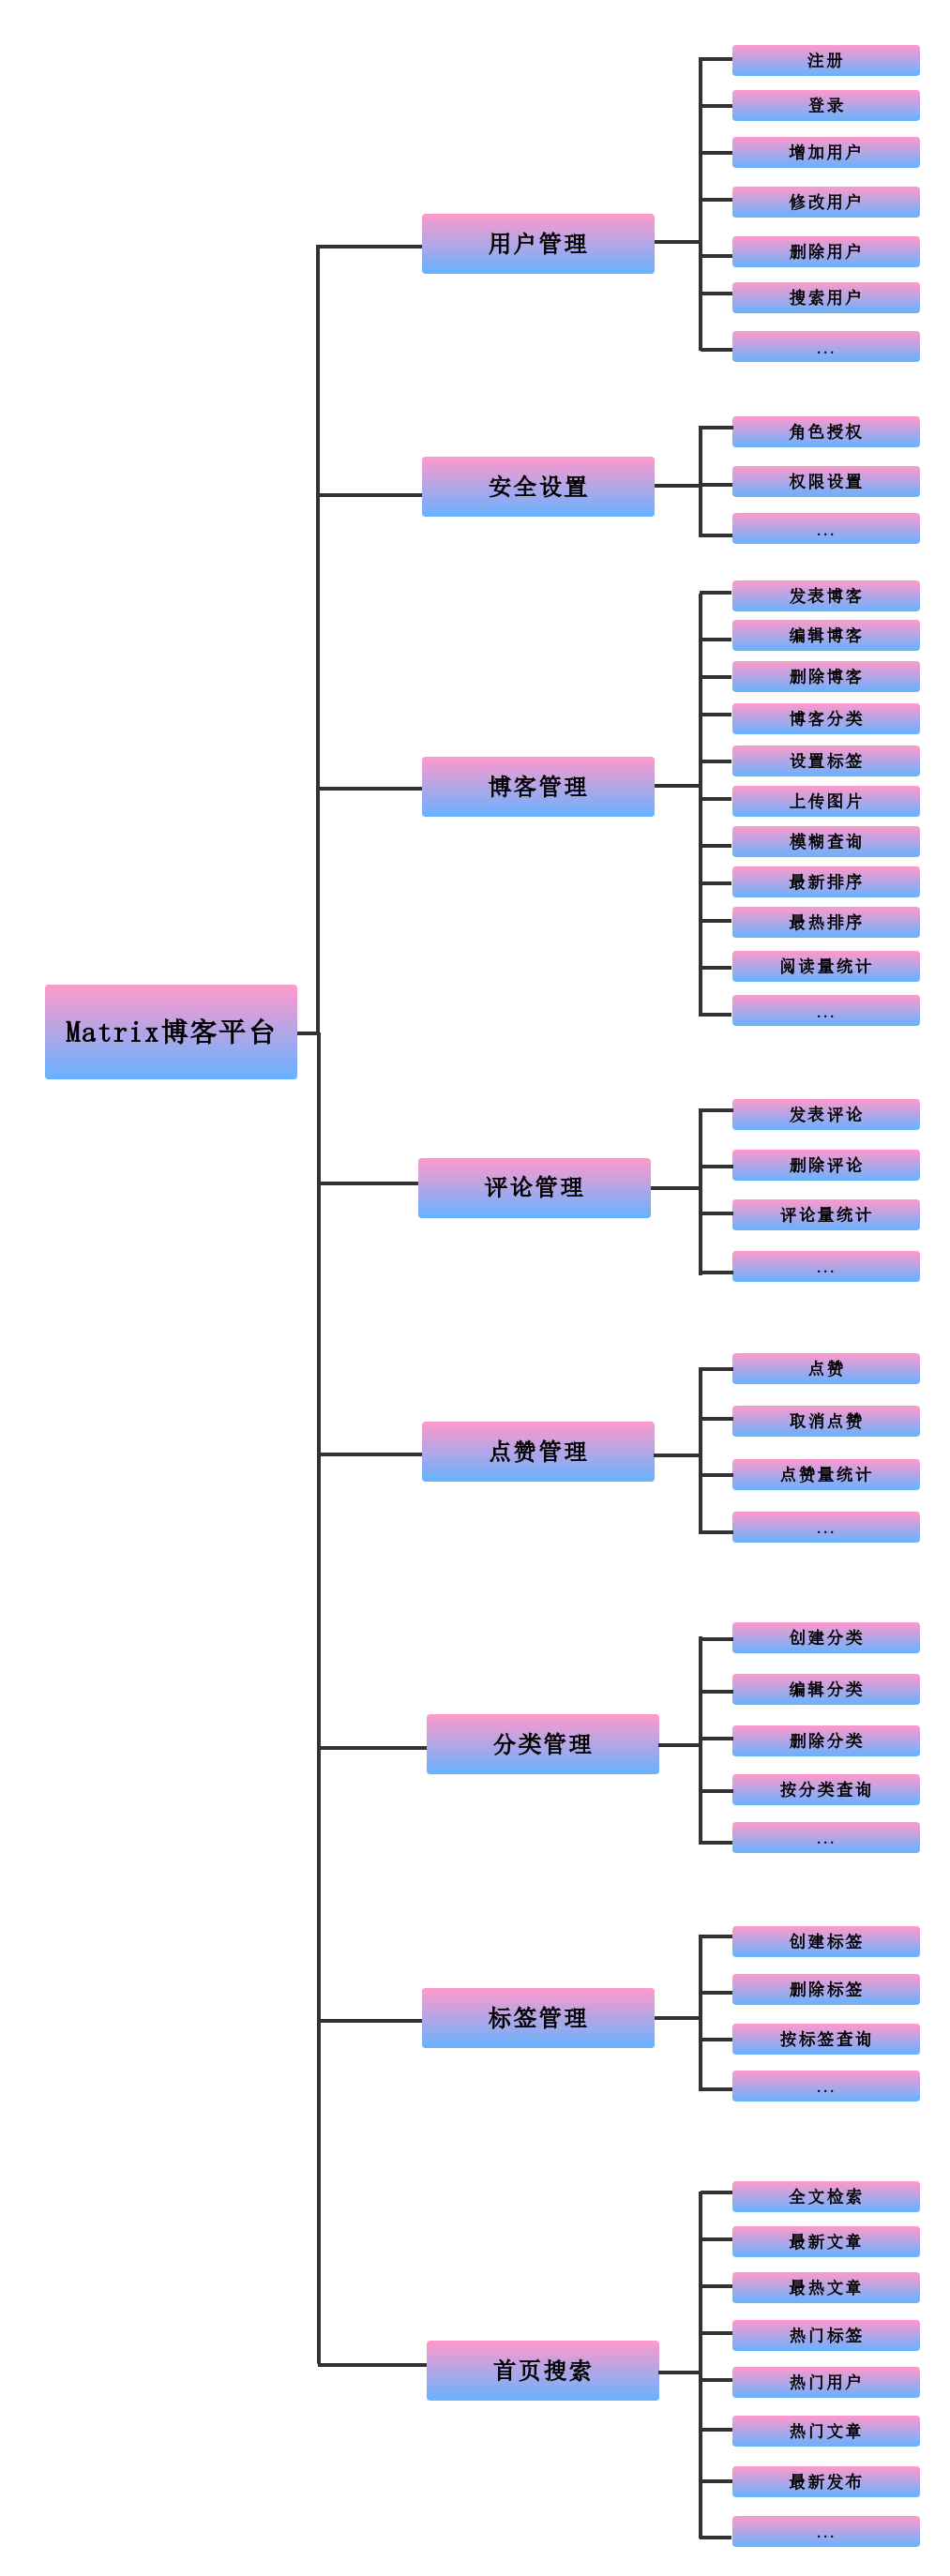 Matrix博客平台
用户管理
注册
登录
增加用户
修改用户
删除用户
搜索用户
...
安全设置
角色授权
权限设置
...
博客管理
发表博客
编辑博客
删除博客
博客分类
设置标签
上传图片
模糊查询
最新排序
最热排序
阅读量统计
...
评论管理
发表评论
删除评论
评论量统计
...
点赞管理
点赞
取消点赞
点赞量统计
...
分类管理
创建分类
编辑分类
删除分类
按分类查询
...
标签管理
创建标签
删除标签
按标签查询
...
首页搜索
全文检索
最新文章
最热文章
热门标签
热门用户
热门文章
最新发布
...